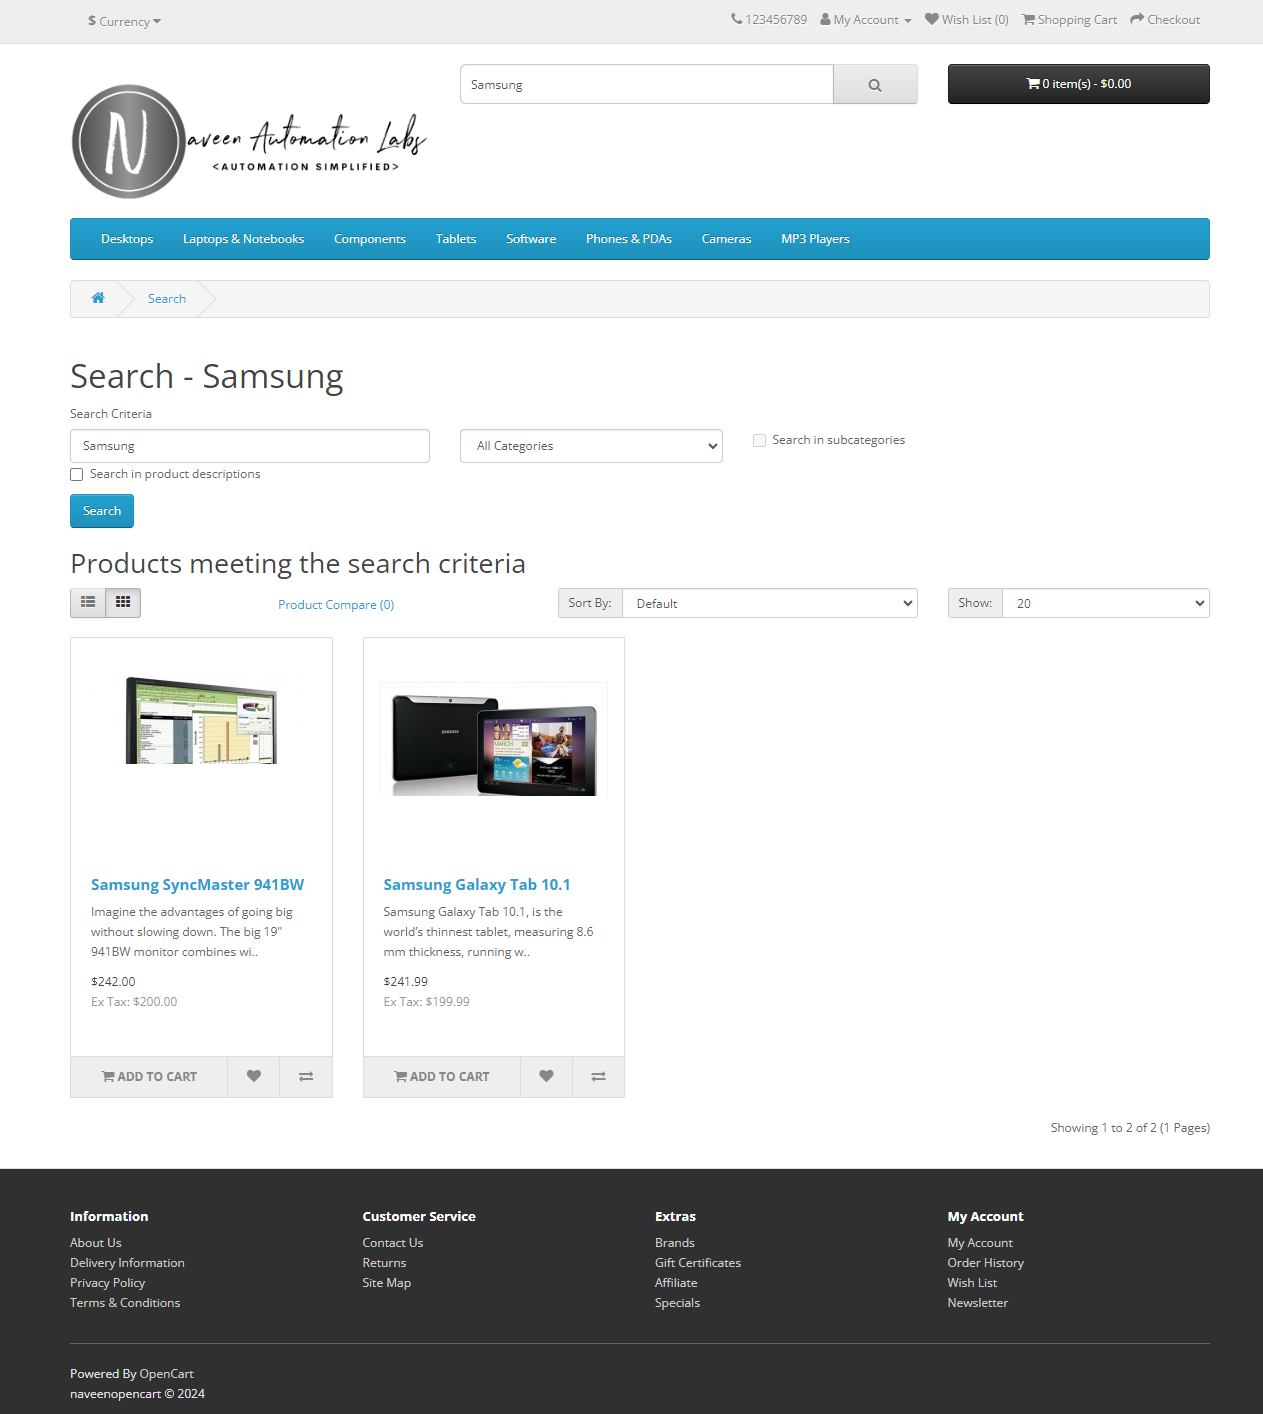 $ Currency
123456789 My Account Wish List (0) Shopping Cart Checkout
Samsung
0 item(s) - $0.00
N
aveen Automation Labs
<AUTOMATION SIMPLIFIED>
Desktops Laptops & Notebooks Components Tablets Software Phones & PDAs Cameras MP3 Players
Search
Search - Samsung
Search Criteria
Samsung
All Categories
Search in subcategories
Search in product descriptions
Search
Products meeting the search criteria
Product Compare (0)
Sort By: Default
Show: 20
SAMSUNG
MARCH 22
Samsung SyncMaster 941BW
Imagine the advantages of going big
without slowing down. The big 19"
941BW monitor combines wi..
$242.00
Ex Tax: $200.00
ADD TO CART
Samsung Galaxy Tab 10.1
Samsung Galaxy Tab 10.1, is the
world's thinnest tablet, measuring 8.6
mm thickness, running w..
$241.99
Ex Tax: $199.99
ADD TO CART
Showing 1 to 2 of 2 (1 Pages)
Information
About Us
Delivery Information
Privacy Policy
Terms & Conditions
Customer Service
Contact Us
Returns
Site Map
Extras
Brands
Gift Certificates
Affiliate
Specials
My Account
My Account
Order History
Wish List
Newsletter
Powered By OpenCart
naveenopencart © 2024